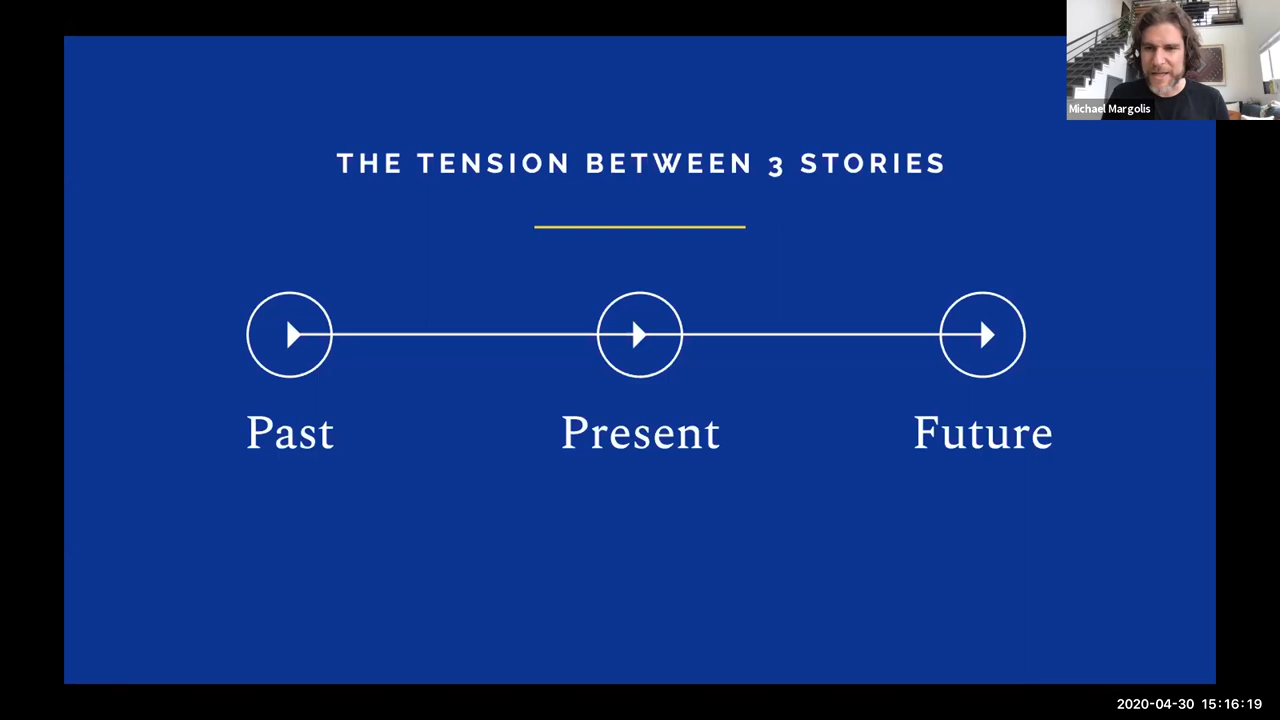 Michael Margolis
THE TENSION BETWEEN 3 STORIES
Past Present Future
2020-04-30 15:16:19